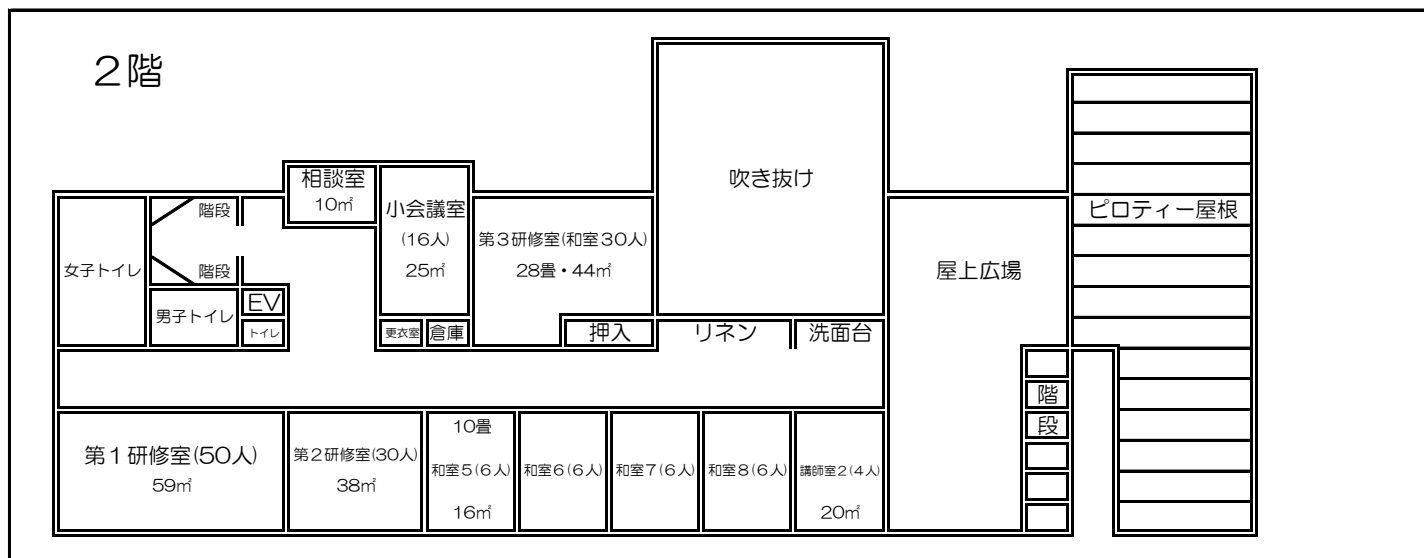 2階
相談室
10㎡
小会議室
(16人)
25㎡
第3研修室(和室30人)
28畳・44㎡
吹き抜け
屋上広場
ピロティー屋根
階段
階段
女子トイレ
男子トイレ
EV
トイレ
更衣室
倉庫
押入
リネン
洗面台
階
段
第1研修室(50人)
59㎡
第2研修室(30人)
38㎡
10畳
和室5(6人)
16㎡
和室6(6人)
和室7(6人)
和室8(6人)
講師室2(4人)
20㎡